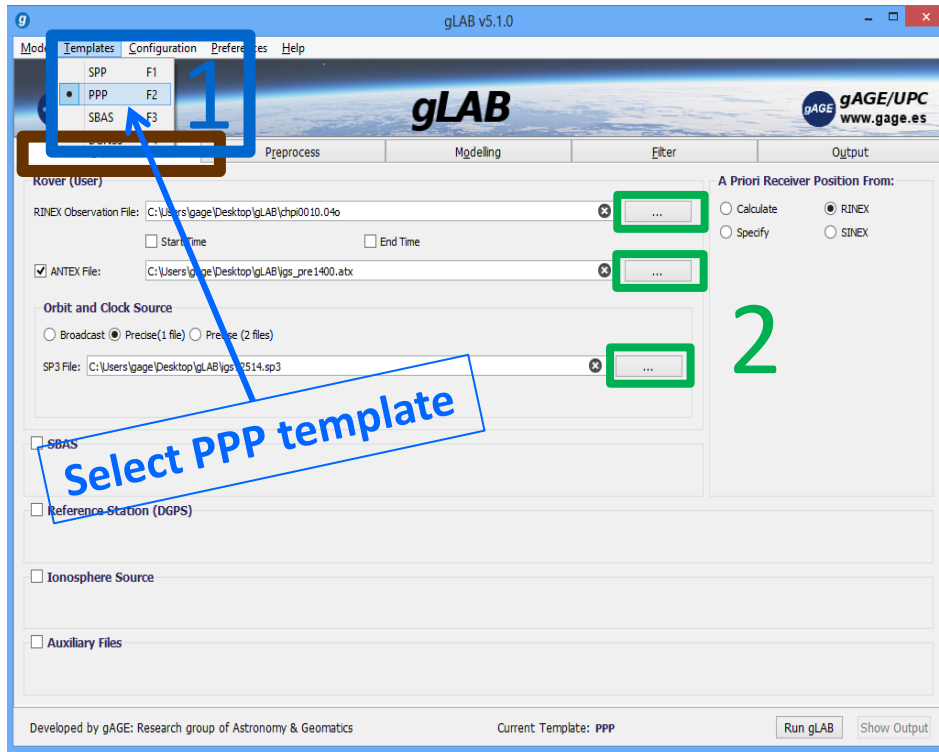 gLAB v5.1.0
Templates Configuration Preferences Help
SPP F1
PPP F2
SBAS F3
1
gLAB
gAGE gAGE/UPC
www.gage.es
Preprocess Modeling Filter Output
Rover (User)
RINEX Observation File: C:\Users\gage\Desktop\gLAB\chpi0010.04o ...
Start Time End Time
ANTEX File: C:\Users\gage\Desktop\gLAB\igs_pre1400.atx ...
Orbit and Clock Source
Broadcast Precise(1 file) Precise (2 files)
SP3 File: ...
A Priori Receiver Position From:
Calculate RINEX
Specify SINEX
2
Select PPP template
SBAS
Reference Station (DGPS)
Ionosphere Source
Auxiliary Files
Developed by gAGE: Research group of Astronomy & Geomatics Current Template: PPP Run gLAB Show Output